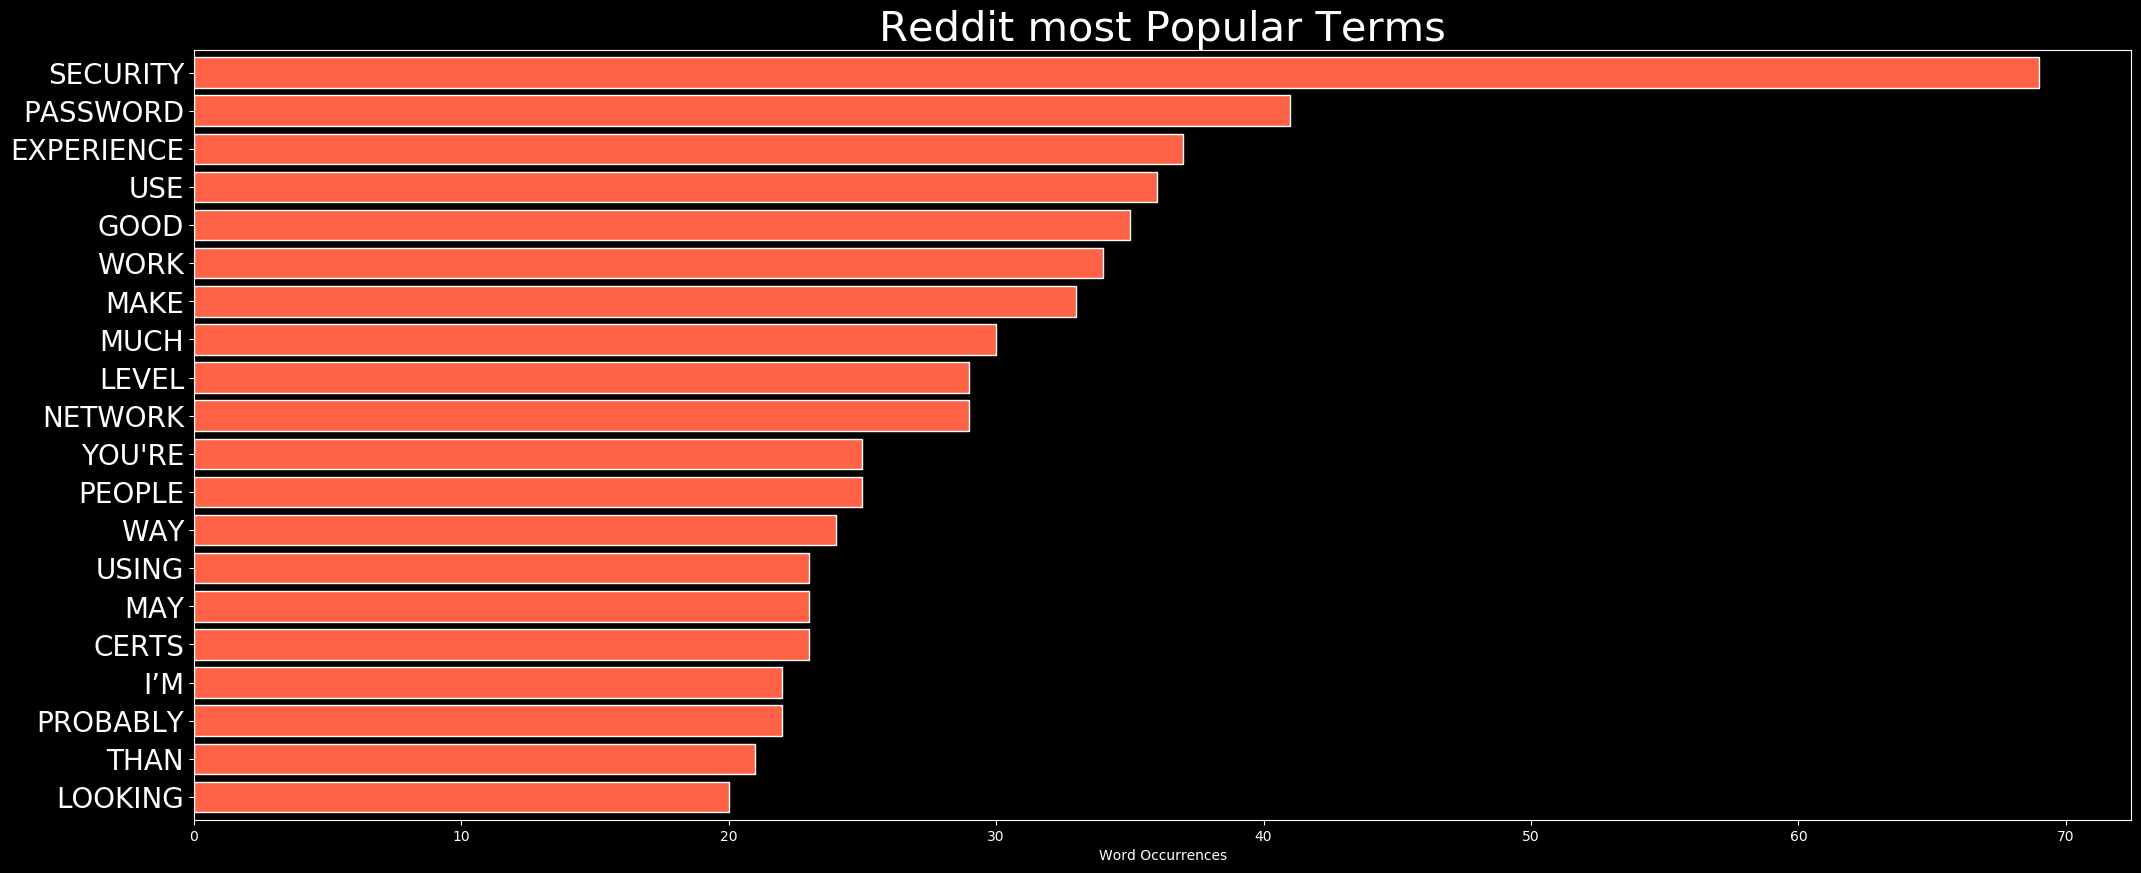 Reddit most Popular Terms
SECURITY
PASSWORD
EXPERIENCE
USE
GOOD
WORK
MAKE
MUCH
LEVEL
NETWORK
YOU'RE
PEOPLE
WAY
USING
MAY
CERTS
I’M
PROBABLY
THAN
LOOKING
0 10 20 30 40 50 60 70
Word Occurrences